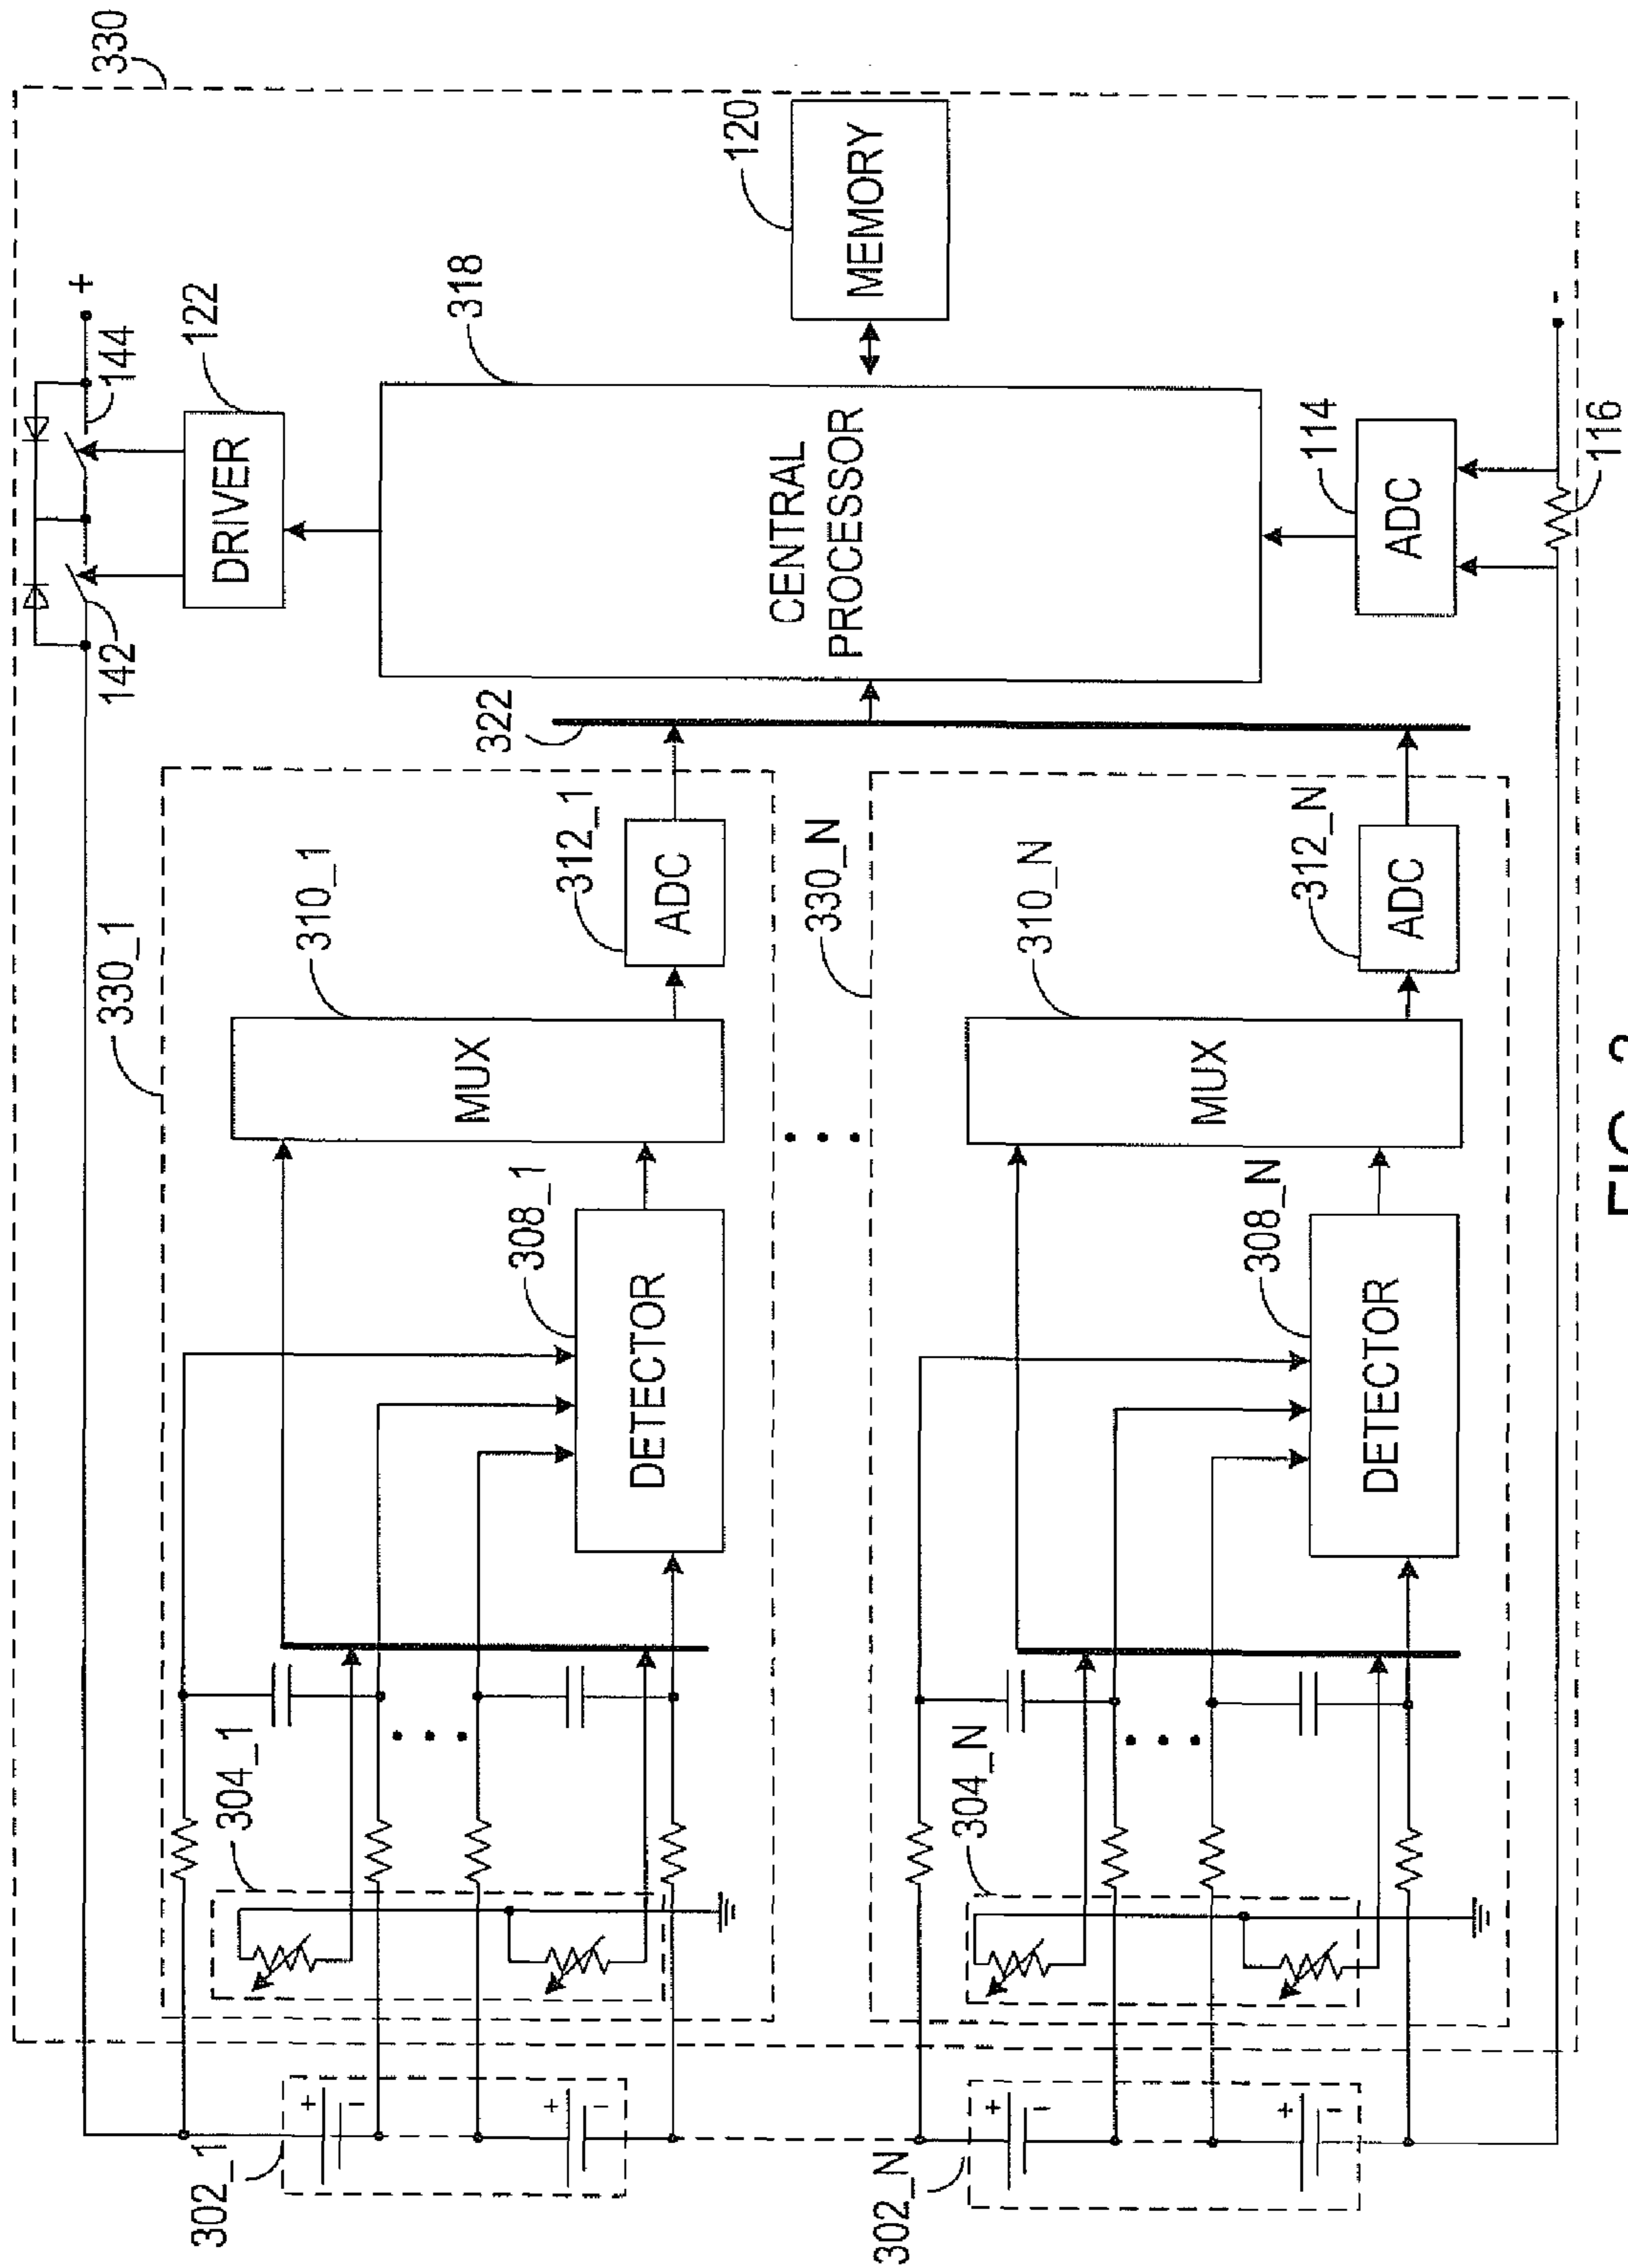 330
330_1
142
144
+
122
DRIVER
302_1
+
-
+
-
304_1
310_1
MUX
308_1
DETECTOR
312_1
ADC
322
318
CENTRAL
PROCESSOR
120
MEMORY
330_N
302_N
+
-
+
-
304_N
310_N
MUX
308_N
DETECTOR
312_N
ADC
114
ADC
-
116
FIG.